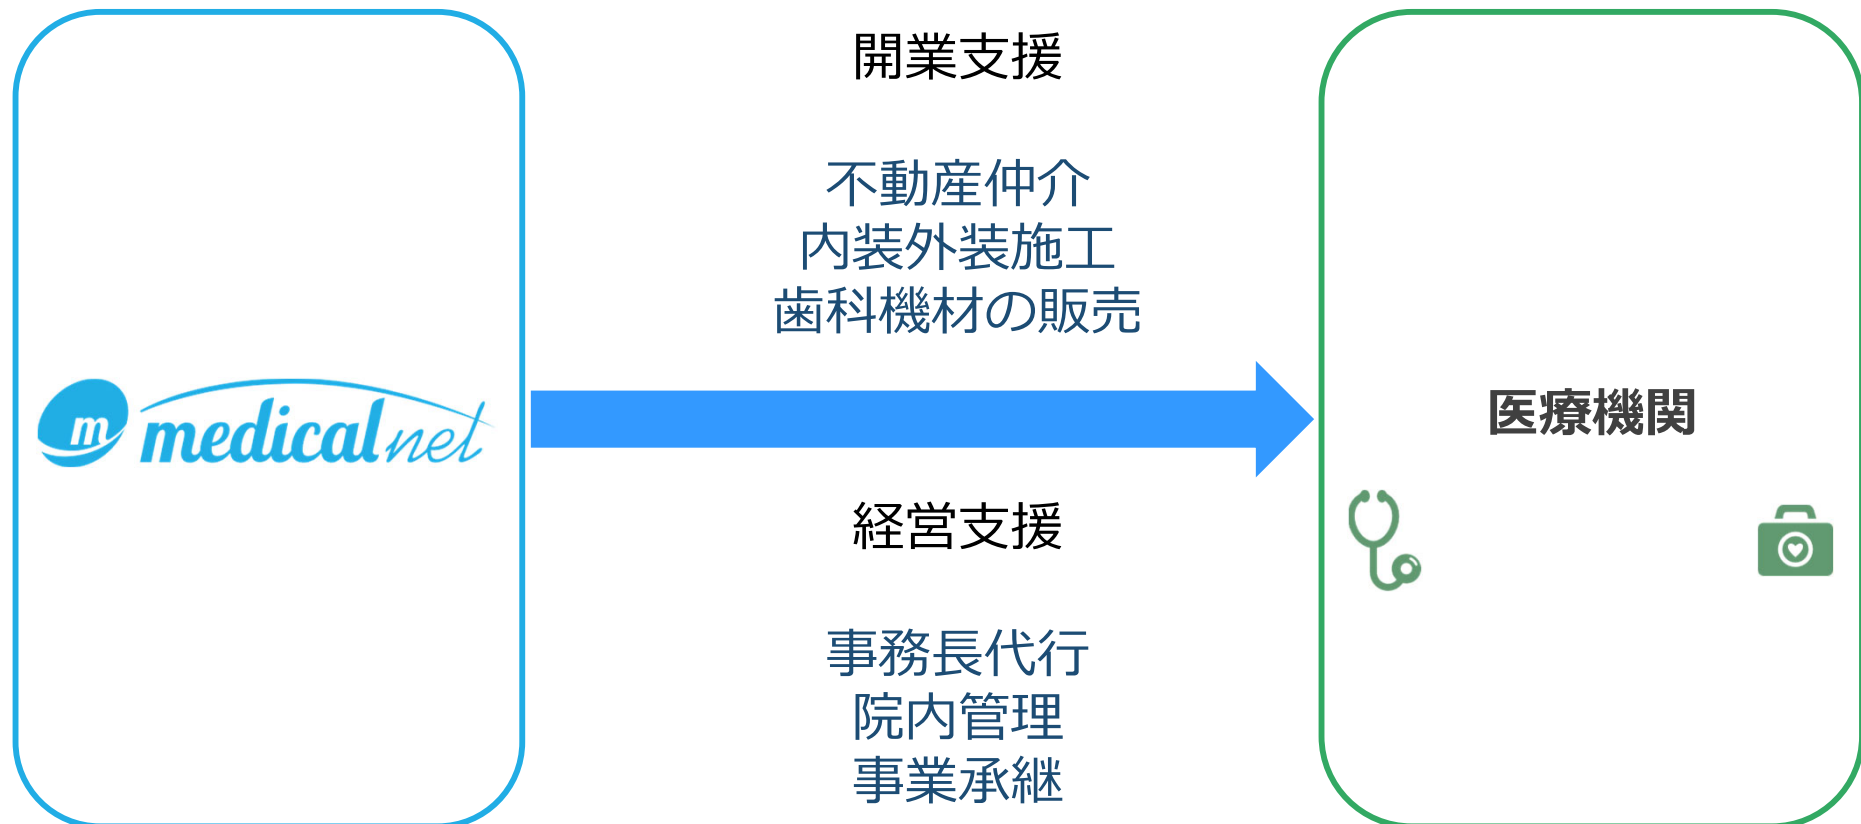 開業支援
不動産仲介
内装外装施工
歯科機材の販売
m medicalnet
医療機関
経営支援
事務長代行
院内管理
事業承継